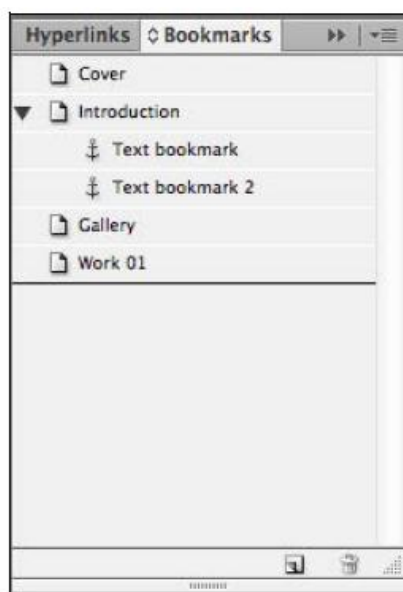 Hyperlinks Bookmarks
Cover
Introduction
Text bookmark
Text bookmark 2
Gallery
Work 01